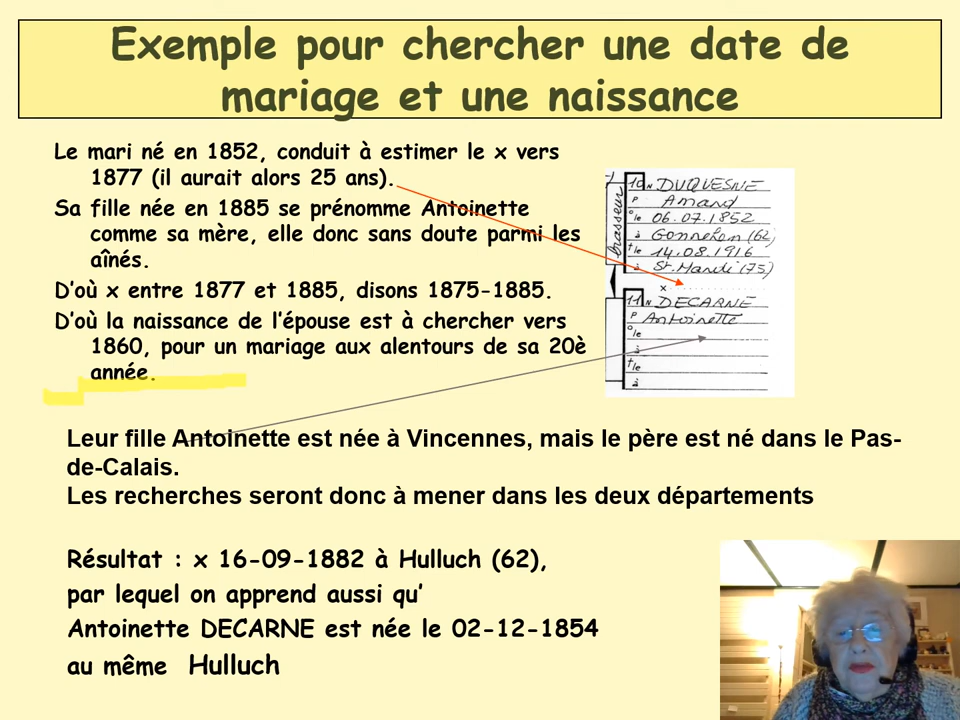 Exemple pour chercher une date de
mariage et une naissance
Le mari né en 1852, conduit à estimer le x vers
1877 (il aurait alors 25 ans).
Sa fille née en 1885 se prénomme Antoinette
comme sa mère, elle donc sans doute parmi les
aînés.
D'où x entre 1877 et 1885, disons 1875-1885.
D'où la naissance de l'épouse est à chercher vers
1860, pour un mariage aux alentours de sa 20è
année.
brasseur
10 N DUQUESNE
P Amand
°le 06.07.1852
à Gonnehem (62)
†le 14.08.1916
à St. Mandé (75)
x
11 N DECARNE
P Antoinette
°le
à
†le
à
Leur fille Antoinette est née à Vincennes, mais le père est né dans le Pas-
de-Calais.
Les recherches seront donc à mener dans les deux départements
Résultat : x 16-09-1882 à Hulluch (62),
par lequel on apprend aussi qu'
Antoinette DECARNE est née le 02-12-1854
au même Hulluch